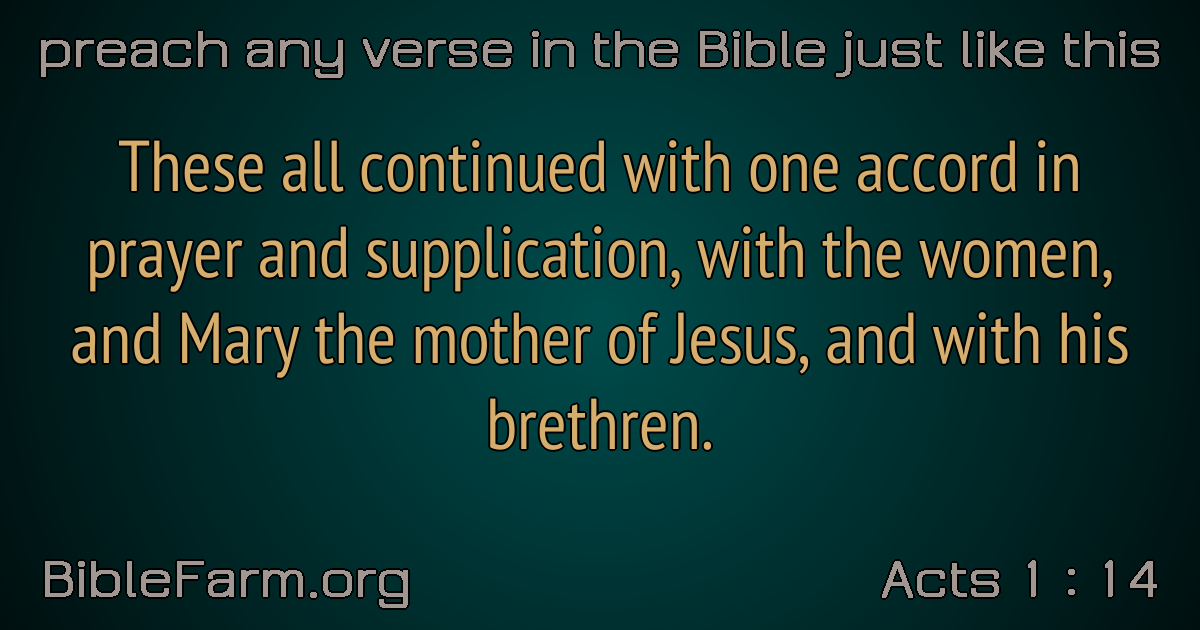 preach any verse in the Bible just like this
These all continued with one accord in
prayer and supplication, with the women,
and Mary the mother of Jesus, and with his
brethren.
BibleFarm.org
Acts 1 : 14